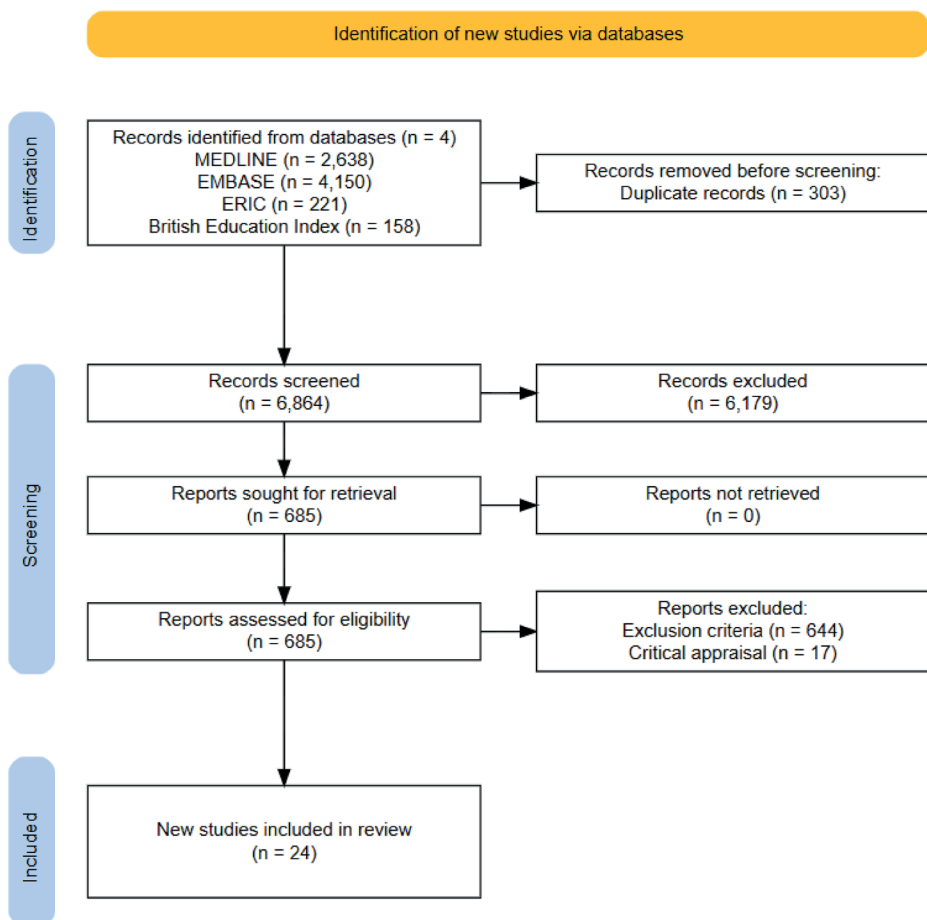 Identification of new studies via databases
Identification
Records identified from databases (n = 4)
MEDLINE (n = 2,638)
EMBASE (n = 4,150)
ERIC (n = 221)
British Education Index (n = 158)
Records removed before screening:
Duplicate records (n = 303)
Screening
Records screened
(n = 6,864)
Records excluded
(n = 6,179)
Reports sought for retrieval
(n = 685)
Reports not retrieved
(n = 0)
Reports assessed for eligibility
(n = 685)
Reports excluded:
Exclusion criteria (n = 644)
Critical appraisal (n = 17)
Included
New studies included in review
(n = 24)